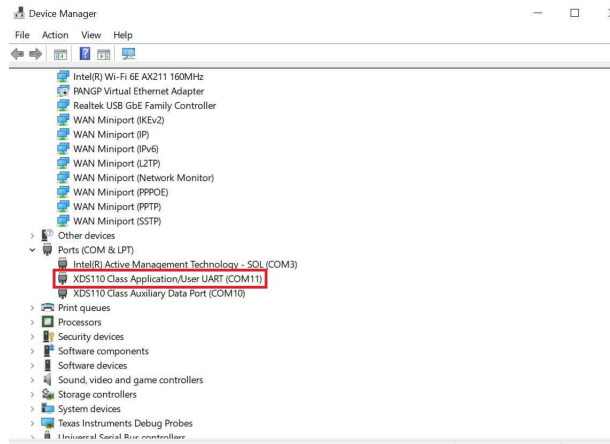 Device Manager
File Action View Help
Intel(R) Wi-Fi 6E AX211 160MHz
PANGP Virtual Ethernet Adapter
Realtek USB GbE Family Controller
WAN Miniport (IKEv2)
WAN Miniport (IP)
WAN Miniport (IPv6)
WAN Miniport (L2TP)
WAN Miniport (Network Monitor)
WAN Miniport (PPPOE)
WAN Miniport (PPTP)
WAN Miniport (SSTP)
Other devices
Ports (COM & LPT)
Intel(R) Active Management Technology - SOL (COM3)
XDS110 Class Application/User UART (COM11)
XDS110 Class Auxiliary Data Port (COM10)
Print queues
Processors
Security devices
Software components
Software devices
Sound, video and game controllers
Storage controllers
System devices
Texas Instruments Debug Probes
Universal Serial Bus controllers